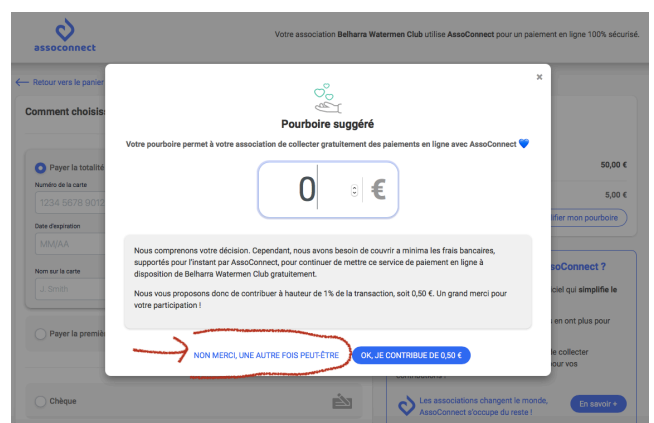 assoconnect
Votre association Belharra Watermen Club utilise AssoConnect pour un paiement en ligne 100% sécurisé.
← Retour vers le panier
Comment choisis
Payer la totalité
Numéro de la carte
1234 5678 9012
Date d'expiration
MM/AA
Nom sur la carte
J. Smith
Payer la premiè
Chèque
×
Pourboire suggéré
Votre pourboire permet à votre association de collecter gratuitement des paiements en ligne avec AssoConnect 💙
0 €
Nous comprenons votre décision. Cependant, nous avons besoin de couvrir a minima les frais bancaires,
supportés pour l'instant par AssoConnect, pour continuer de mettre ce service de paiement en ligne à
disposition de Belharra Watermen Club gratuitement.
Nous vous proposons donc de contribuer à hauteur de 1% de la transaction, soit 0,50 €. Un grand merci pour
votre participation !
NON MERCI, UNE AUTRE FOIS PEUT-ÊTRE
OK, JE CONTRIBUE DE 0,50 €
50,00 €
5,00 €
ifier mon pourboire
soConnect ?
iciel qui simplifie le
en ont plus pour
de collecter
pour vos
Les associations changent le monde,
AssoConnect s'occupe du reste !
En savoir +